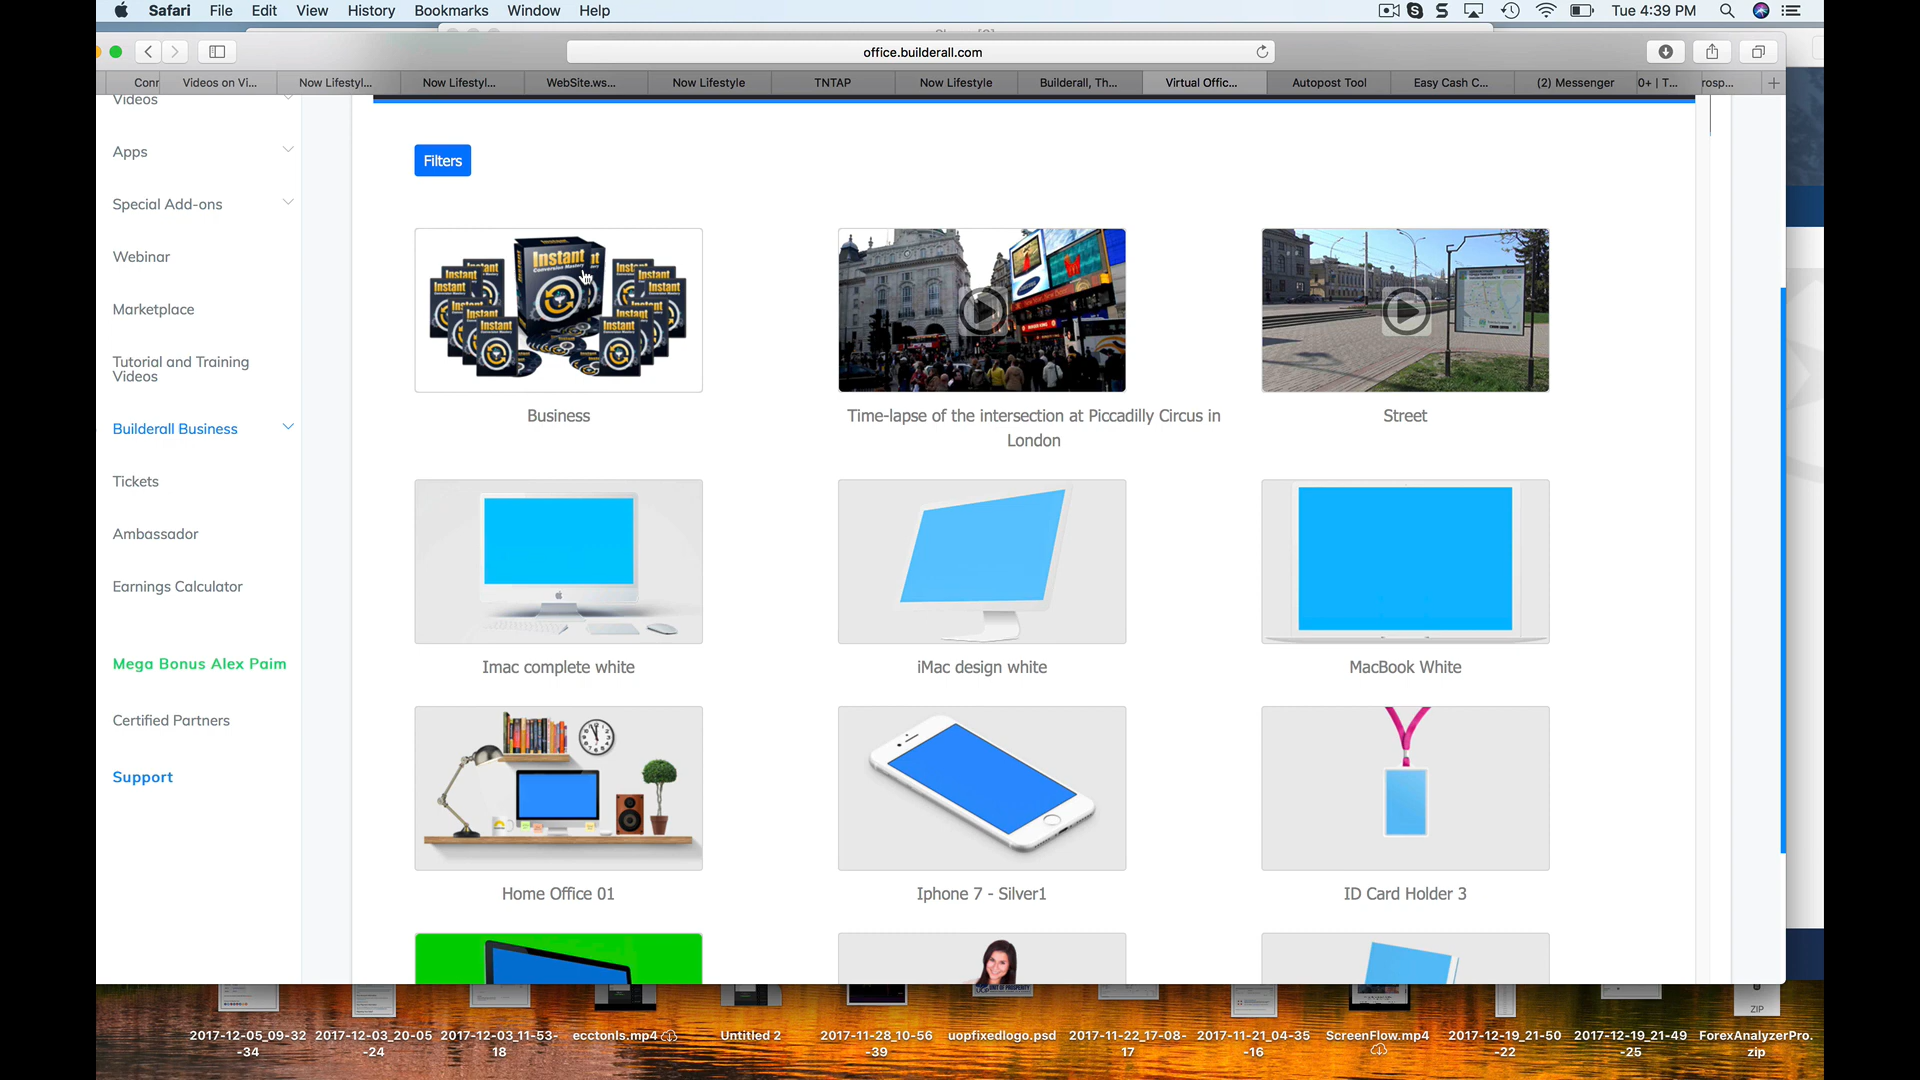 Safari File Edit View History Bookmarks Window Help
Tue 4:39 PM
office.builderall.com
Conr Videos on Vi... Now Lifestyl... Now Lifestyl... WebSite.ws... Now Lifestyle TNTAP Now Lifestyle Builderall, Th... Virtual Offic... Autopost Tool Easy Cash C... (2) Messenger 0+ | T... rosp...
Videos
Apps
Special Add-ons
Webinar
Marketplace
Tutorial and Training
Videos
Builderall Business
Tickets
Ambassador
Earnings Calculator
Mega Bonus Alex Paim
Certified Partners
Support
Filters
Instant
Business
Time-lapse of the intersection at Piccadilly Circus in
London
Street
Imac complete white
iMac design white
MacBook White
Home Office 01
Iphone 7 - Silver1
ID Card Holder 3
2017-12-05_09-32
-34
2017-12-03_20-05
-24
2017-12-03_11-53-
18
ecctonls.mp4
Untitled 2
2017-11-28_10-56
-39
uopfixedlogo.psd
2017-11-22_17-08-
17
2017-11-21_04-35
-16
ScreenFlow.mp4
2017-12-19_21-50
-22
2017-12-19_21-49
-25
ZIP
ForexAnalyzerPro.
zip